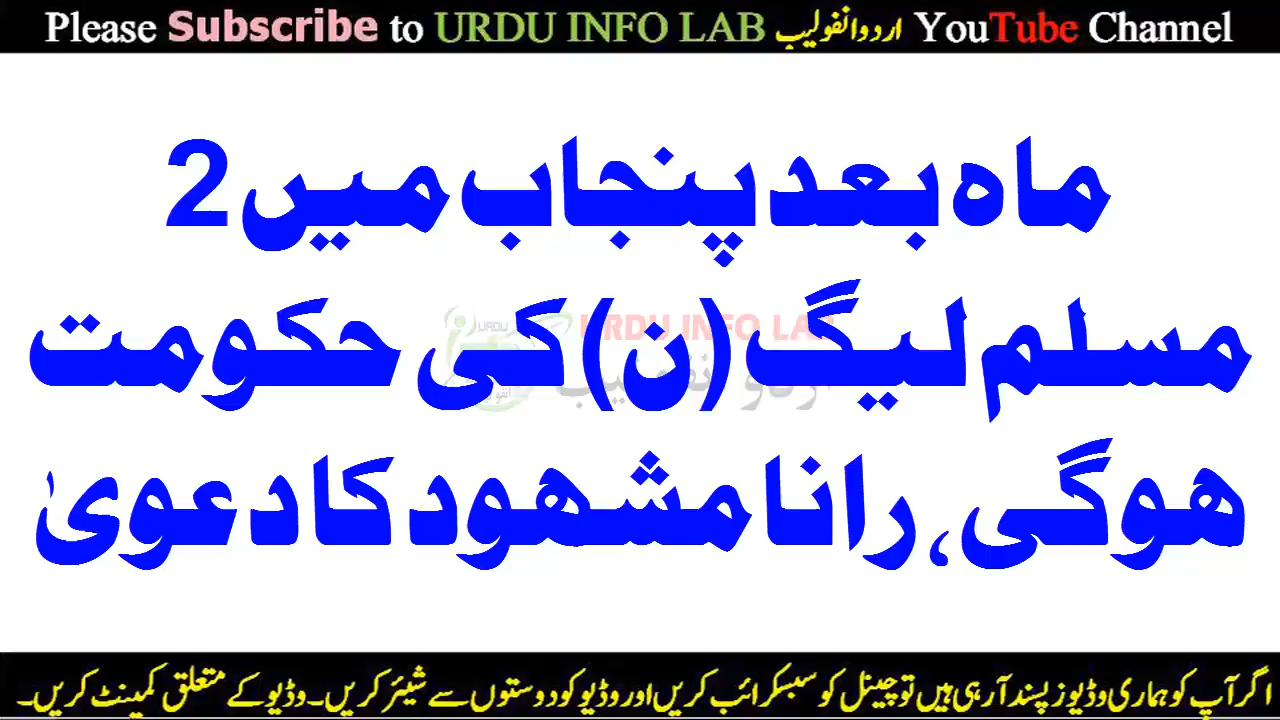 Please Subscribe to URDU INFO LAB اردو انفولیب YouTube Channel
ماہ بعد پنجاب میں 2
مسلم لیگ (ن) کی حکومت
ہوگی، رانا مشہود کا دعویٰ
URDU INFO LAB
اگر آپ کو ہماری وڈیوز پسند آرہی ہیں تو چینل کو سبسکرائب کریں اور وڈیو کو دوستوں سے شیئر کریں۔ وڈیو کے متعلق کمینٹ کریں۔